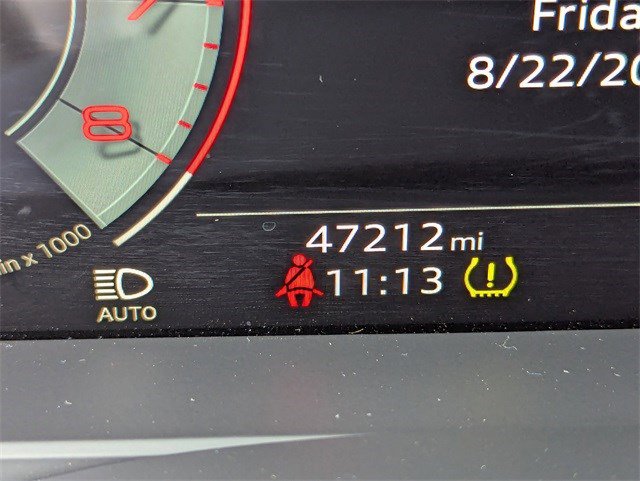 Frida
8/22/20
8
in x 1000
47212 mi
11:13
AUTO